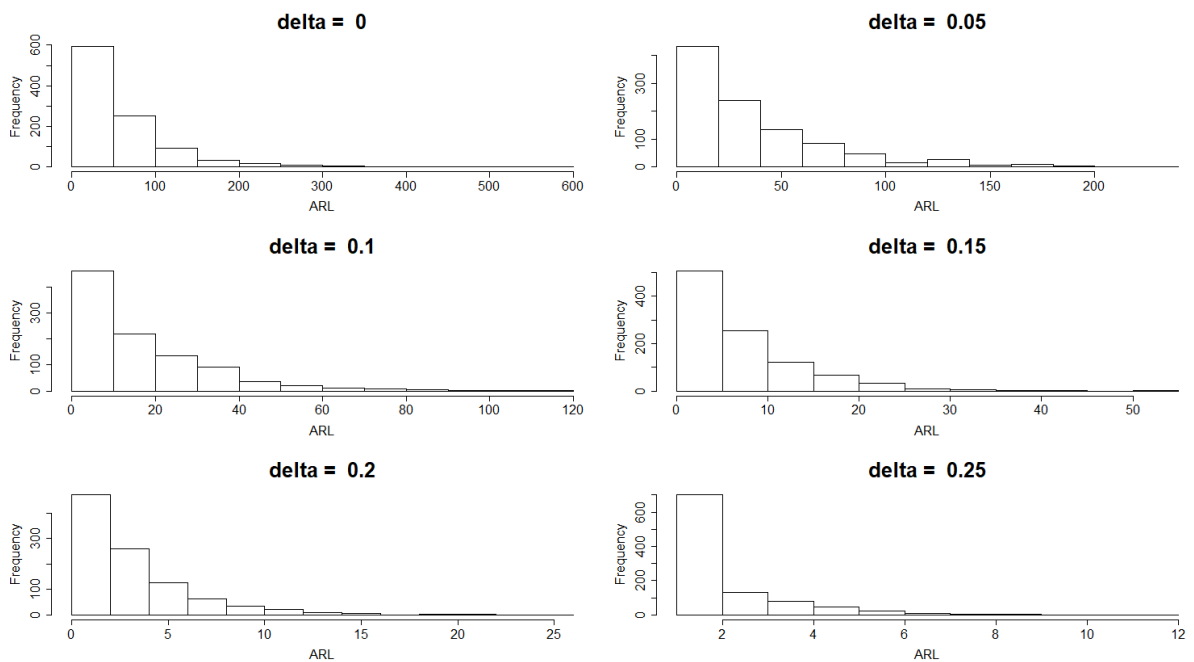 delta =  0
Frequency
0 200 400 600
0 100 200 300 400 500 600
ARL
delta =  0.05
Frequency
0 100 300
0 50 100 150 200
ARL
delta =  0.1
Frequency
0 100 300
0 20 40 60 80 100 120
ARL
delta =  0.15
Frequency
0 200 400
0 10 20 30 40 50
ARL
delta =  0.2
Frequency
0 100 300
0 5 10 15 20 25
ARL
delta =  0.25
Frequency
0 200 400 600
2 4 6 8 10 12
ARL